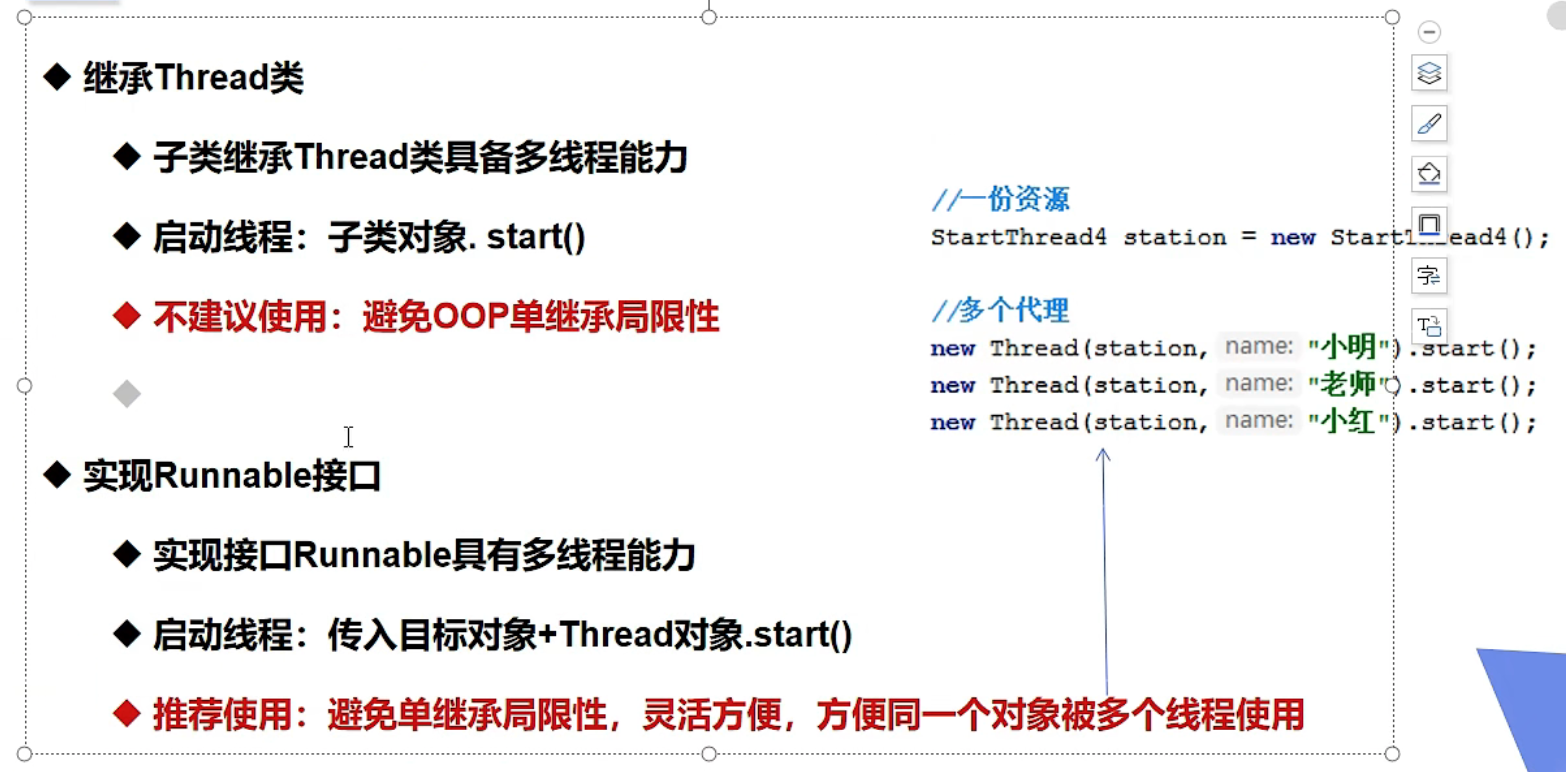 继承Thread类
子类继承Thread类具备多线程能力
启动线程：子类对象. start()
不建议使用：避免OOP单继承局限性
实现Runnable接口
实现接口Runnable具有多线程能力
启动线程：传入目标对象+Thread对象.start()
推荐使用：避免单继承局限性，灵活方便，方便同一个对象被多个线程使用
//一份资源
StartThread4 station = new StartThread4();
//多个代理
new Thread(station, name: "小明").start();
new Thread(station, name: "老师").start();
new Thread(station, name: "小红").start();
字
T